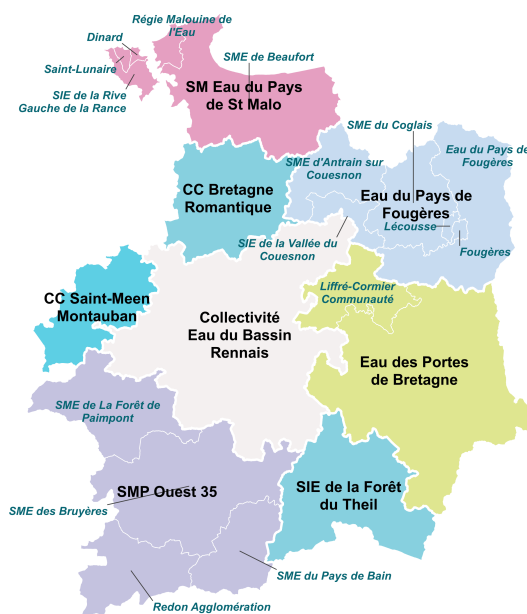 Régie Malouine de
l'Eau
Dinard
Saint-Lunaire
SIE de la Rive
Gauche de la Rance
SME de Beaufort
SM Eau du Pays
de St Malo
SME du Coglais
Eau du Pays de
Fougères
SME d'Antrain sur
Couesnon
CC Bretagne
Romantique
Eau du Pays de
Fougères
Lécousse
Fougères
SIE de la Vallée du
Couesnon
CC Saint-Meen
Montauban
Collectivité
Eau du Bassin
Rennais
Liffré-Cormier
Communauté
Eau des Portes
de Bretagne
SME de La Forêt de
Paimpont
SMP Ouest 35
SME des Bruyères
SIE de la Forêt
du Theil
SME du Pays de Bain
Redon Agglomération